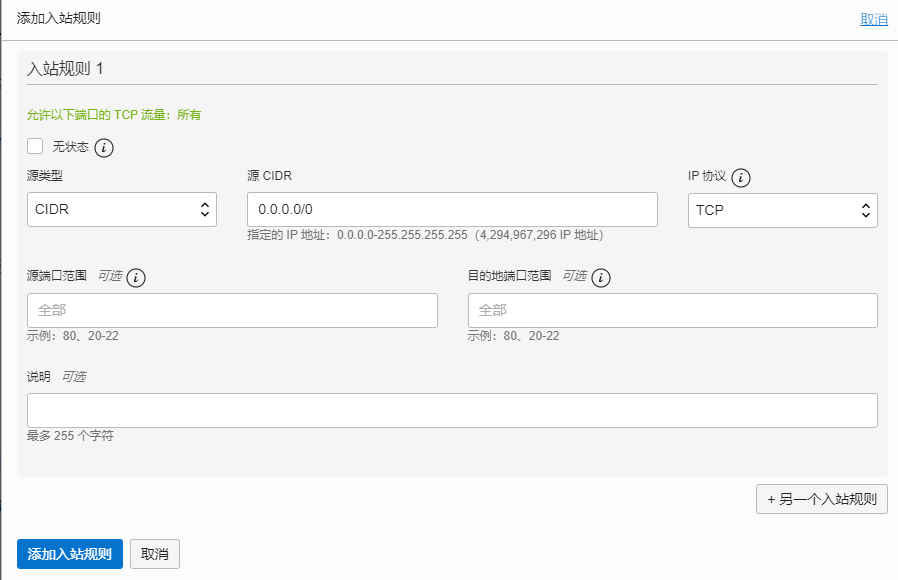 添加入站规则
取消
入站规则 1
允许以下端口的 TCP 流量：所有
无状态
源类型
源 CIDR
IP 协议
CIDR
0.0.0.0/0
TCP
指定的 IP 地址：0.0.0.0-255.255.255.255（4,294,967,296 IP 地址）
源端口范围 可选
目的地端口范围 可选
全部
全部
示例：80、20-22
示例：80、20-22
说明 可选
最多 255 个字符
+ 另一个入站规则
添加入站规则
取消